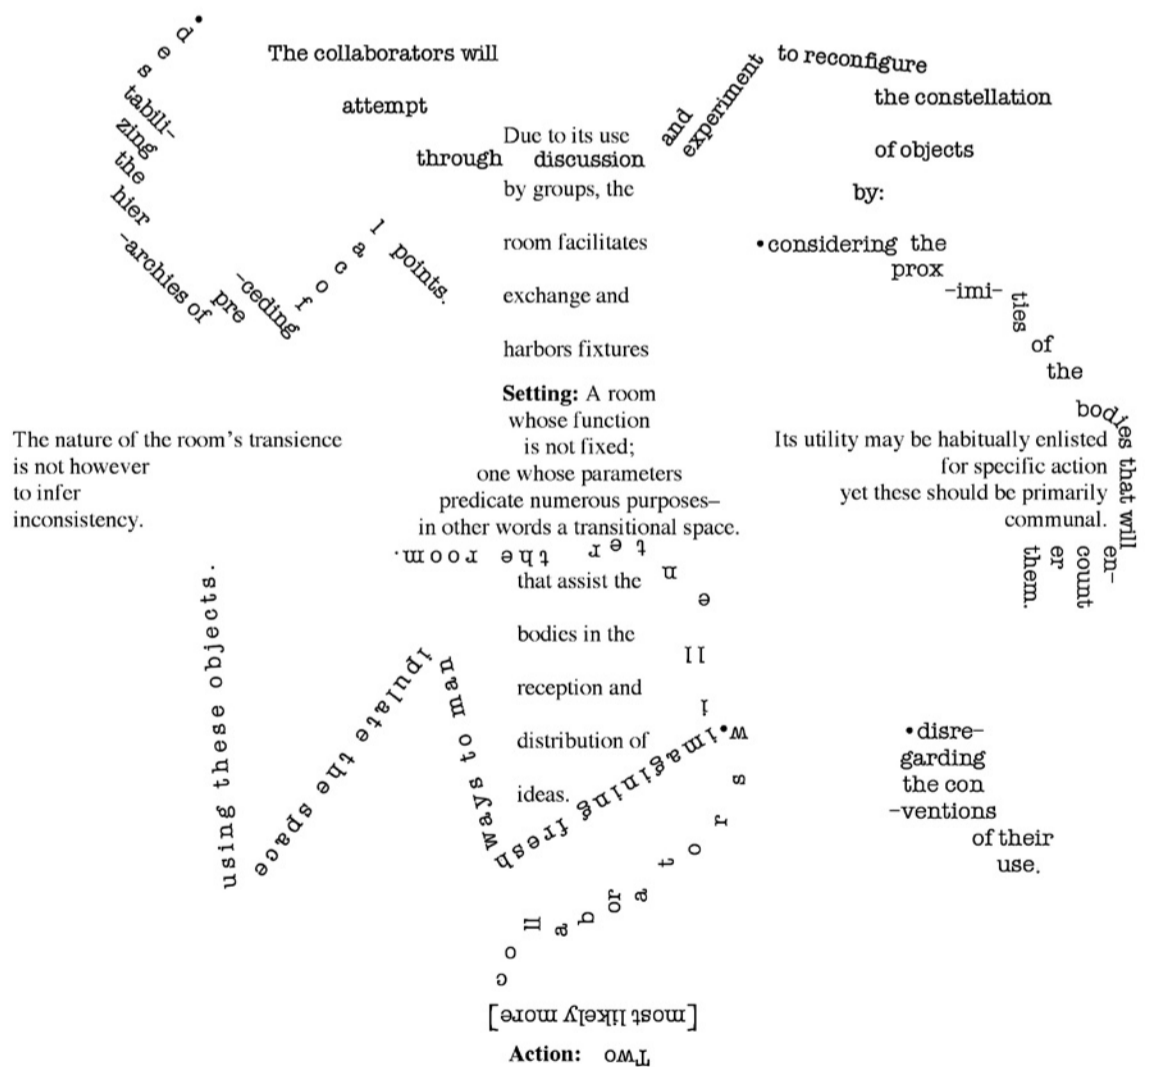 Setting: A room
whose function
is not fixed;
one whose parameters
predicate numerous purposes–
in other words a transitional space.
The nature of the room's transience
is not however
to infer
inconsistency.
Its utility may be habitually enlisted
for specific action
yet these should be primarily
communal.
Due to its use
by groups, the
room facilitates
exchange and
harbors fixtures
that assist the
bodies in the
reception and
distribution of
ideas.
Action: Two
[most likely more]
collaborators
will
enter
the room.
The collaborators will
attempt
through discussion
and
experiment
to reconfigure
the constellation
of objects
by:
•considering the
prox
-imi-
ties
of
the
bodies that will
en-
count
er
them.
•disre-
garding
the con
-ventions
of their
use.
•imagining fresh
ways to man
ipulate the space
using these objects.
•des
tabili-
zing
the
hier
-archies of
pre
-ceding
focal
points.